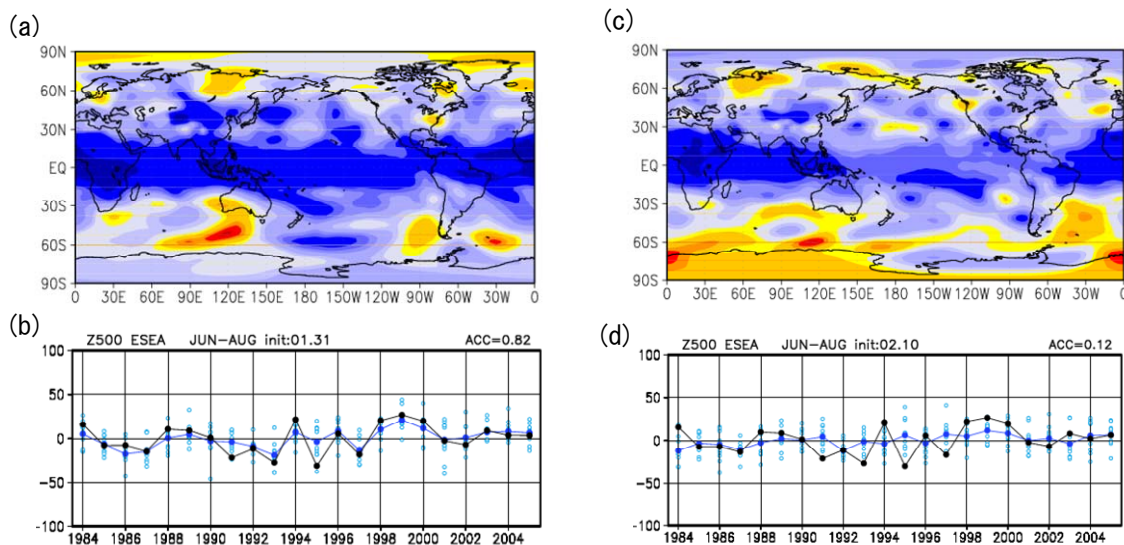 (a)
(c)
90N
60N
30N
EQ
30S
60S
90S
0 30E 60E 90E 120E 150E 180 150W 120W 90W 60W 30W 0
90N
60N
30N
EQ
30S
60S
90S
0 30E 60E 90E 120E 150E 180 150W 120W 90W 60W 30W 0
(b)
Z500 ESEA JUN-AUG init:01.31 ACC=0.82
100
50
0
-50
-100
1984 1986 1988 1990 1992 1994 1996 1998 2000 2002 2004
(d)
Z500 ESEA JUN-AUG init:02.10 ACC=0.12
100
50
0
-50
-100
1984 1986 1988 1990 1992 1994 1996 1998 2000 2002 2004